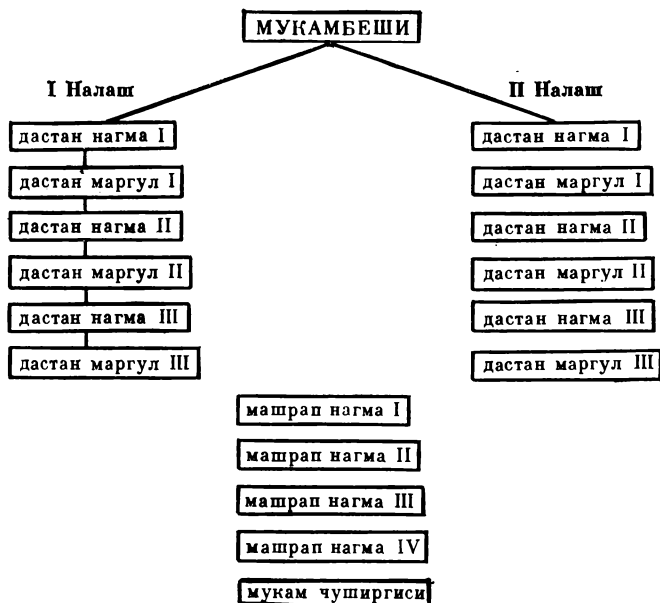 МУКАМБЕШИ
I Налаш
II Налаш
дастан нагма I
дастан маргул I
дастан нагма II
дастан маргул II
дастан нагма III
дастан маргул III
дастан нагма I
дастан маргул I
дастан нагма II
дастан маргул II
дастан нагма III
дастан маргул III
машрап нагма I
машрап нагма II
машрап нагма III
машрап нагма IV
мукам чуширгиси